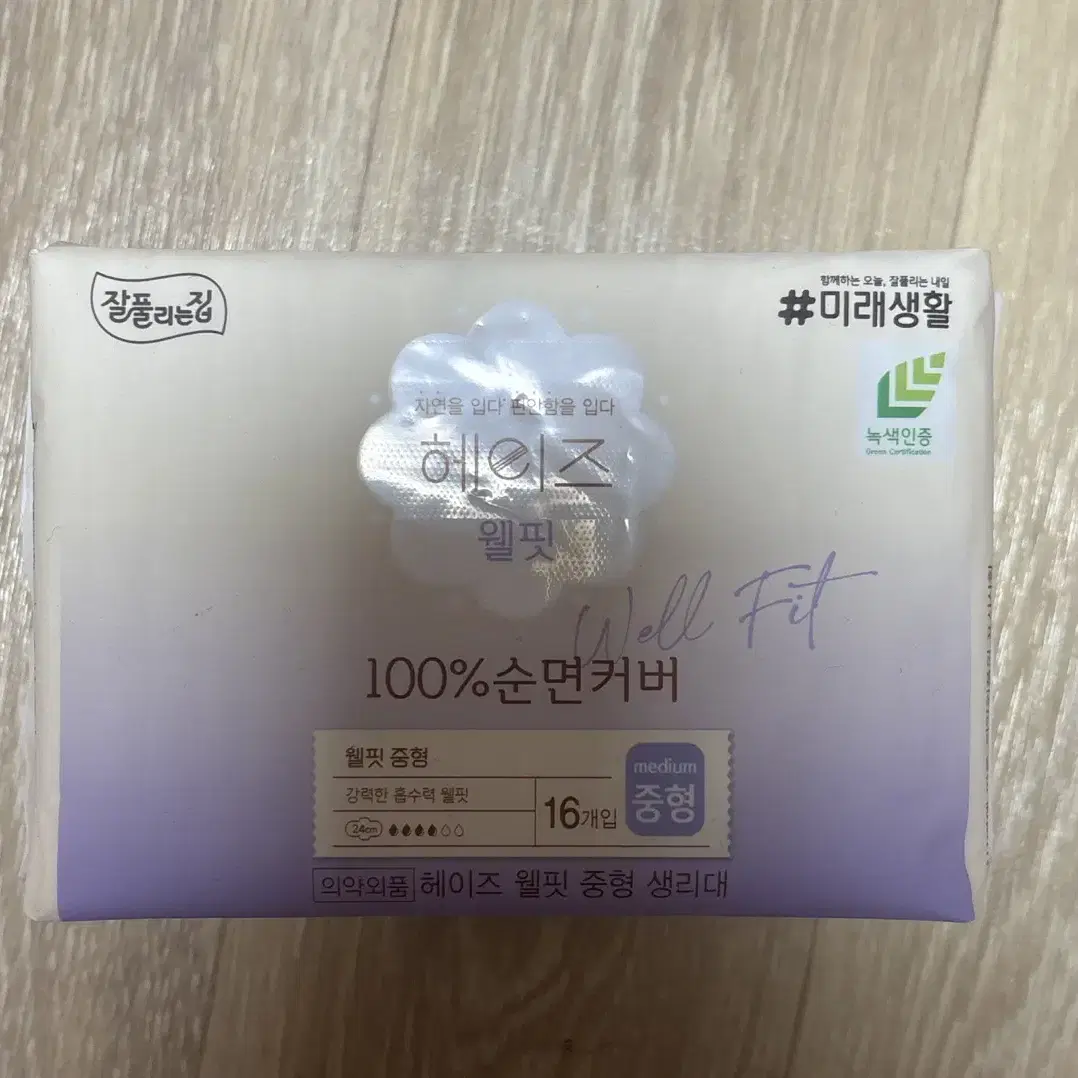 잘풀리는집
함께하는 오늘, 잘풀리는 내일
#미래생활
녹색인증
Green Certification
자연을 입다 편안함을 입다
헤이즈
웰핏
Well Fit
100%순면커버
웰핏 중형
강력한 흡수력 웰핏
24cm
16개입
medium
중형
의약외품 헤이즈 웰핏 중형 생리대